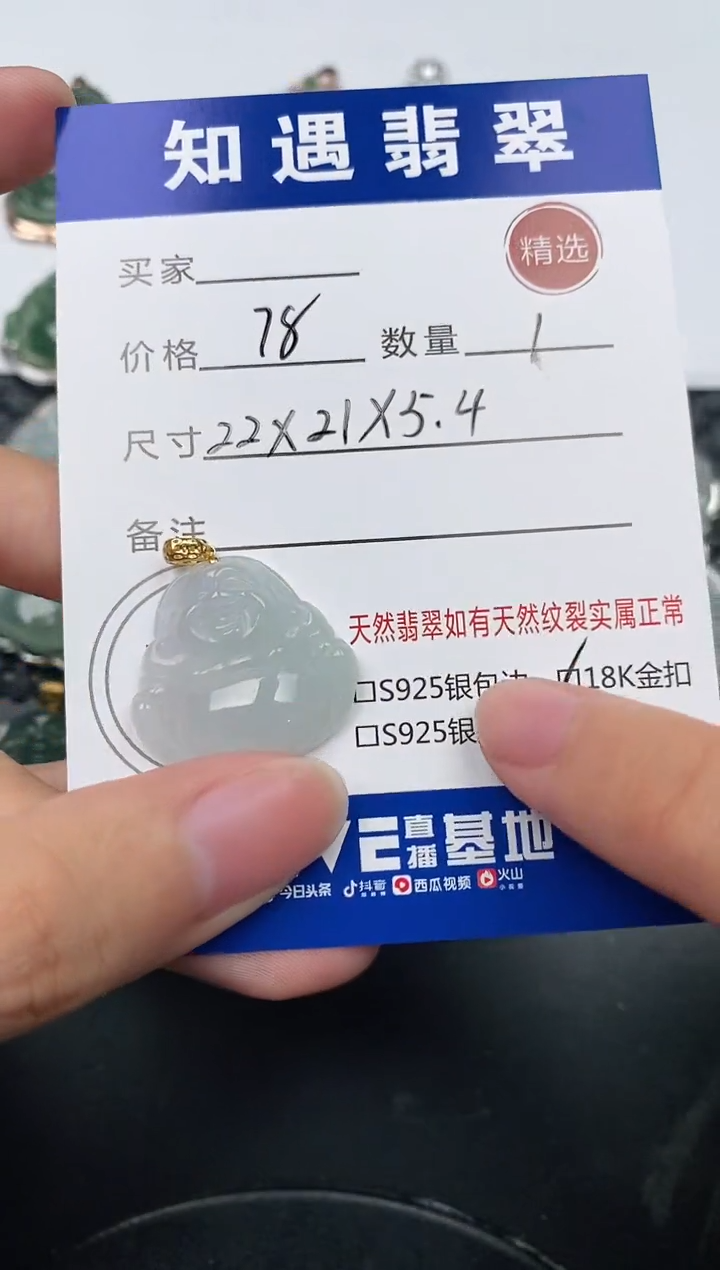 知遇翡翠
精选
买家
价格 78 数量 1
尺寸 22X21X5.4
备注
天然翡翠如有天然纹裂实属正常
□S925银包边 ☑18K金扣
□S925银
VE直播基地
今日头条 抖音 西瓜视频 火山